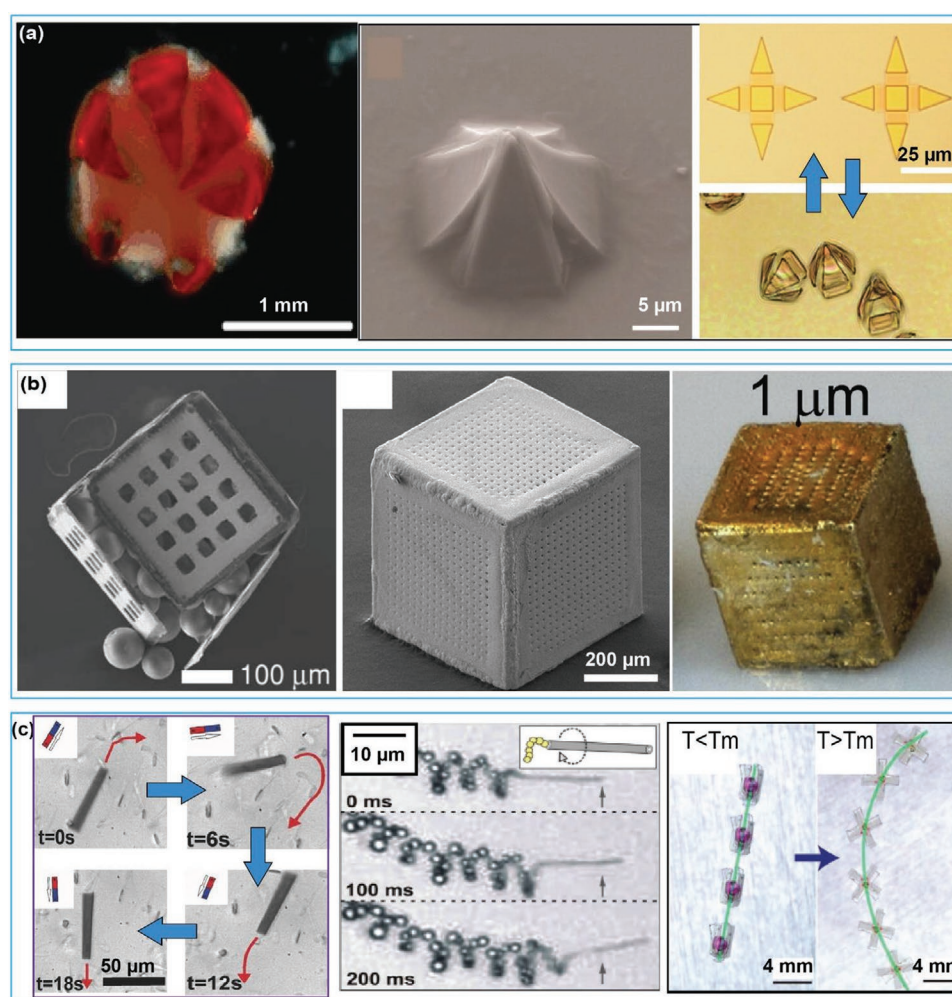 (a)
1 mm
5 µm
25 µm
(b)
100 µm
200 µm
1 µm
(c)
t=0s
t=6s
t=18s
50 µm
t=12s
10 µm
0 ms
100 ms
200 ms
T<Tm
4 mm
T>Tm
4 mm